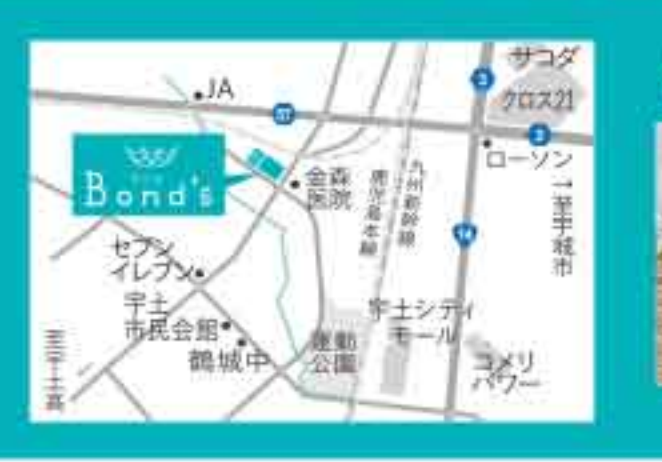 サコダ
JA
3
クロス21
57
3
Bond's
金森
医院
鹿児島本線
九州新幹線
ローソン
→至宇城市
セブン
イレブン
14
宇土
市民会館
宇土シティ
モール
鶴城中
運動
公園
コメリ
パワー
至宇土高